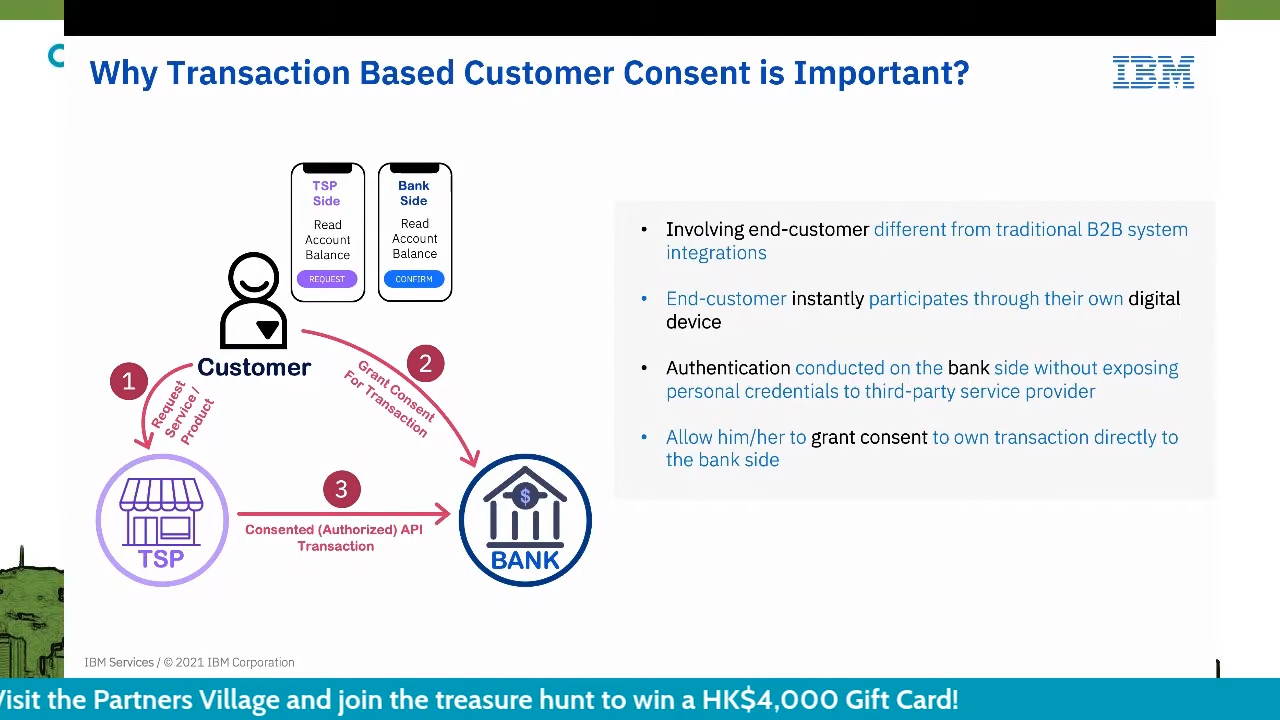 Why Transaction Based Customer Consent is Important?
IBM
TSP
Side
Read
Account
Balance
REQUEST
Bank
Side
Read
Account
Balance
CONFIRM
Customer
1
Request
Service /
Product
2
Grant Consent
For Transaction
3
Consented (Authorized) API
Transaction
TSP
$
BANK
• Involving end-customer different from traditional B2B system
integrations
• End-customer instantly participates through their own digital
device
• Authentication conducted on the bank side without exposing
personal credentials to third-party service provider
• Allow him/her to grant consent to own transaction directly to
the bank side
IBM Services / © 2021 IBM Corporation
Visit the Partners Village and join the treasure hunt to win a HK$4,000 Gift Card!